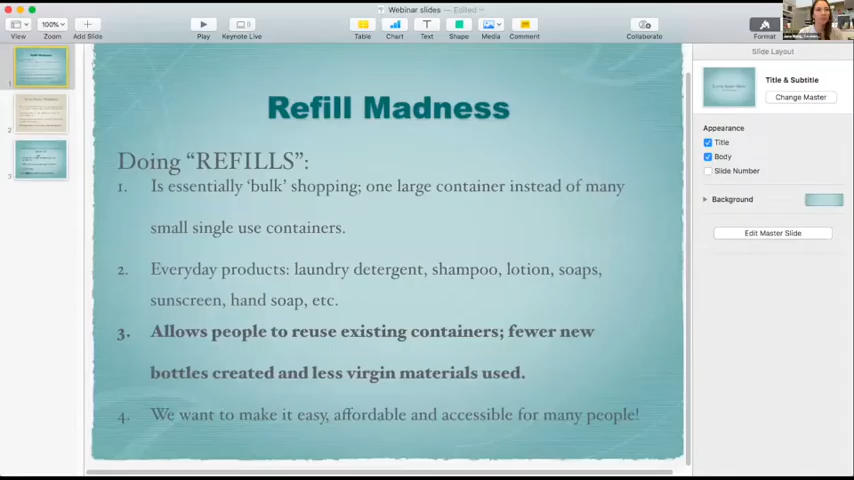 Webinar slides — Edited
View
100%
Zoom
Add Slide
Play
Keynote Live
Table
Chart
Text
Shape
Media
Comment
Collaborate
Format
Slide Layout
Title & Subtitle
Change Master
Appearance
Title
Body
Slide Number
Background
Edit Master Slide
1
2
3
Refill Madness
Doing “REFILLS”:
1. Is essentially ‘bulk’ shopping; one large container instead of many
small single use containers.
2. Everyday products: laundry detergent, shampoo, lotion, soaps,
sunscreen, hand soap, etc.
3. Allows people to reuse existing containers; fewer new
bottles created and less virgin materials used.
4. We want to make it easy, affordable and accessible for many people!